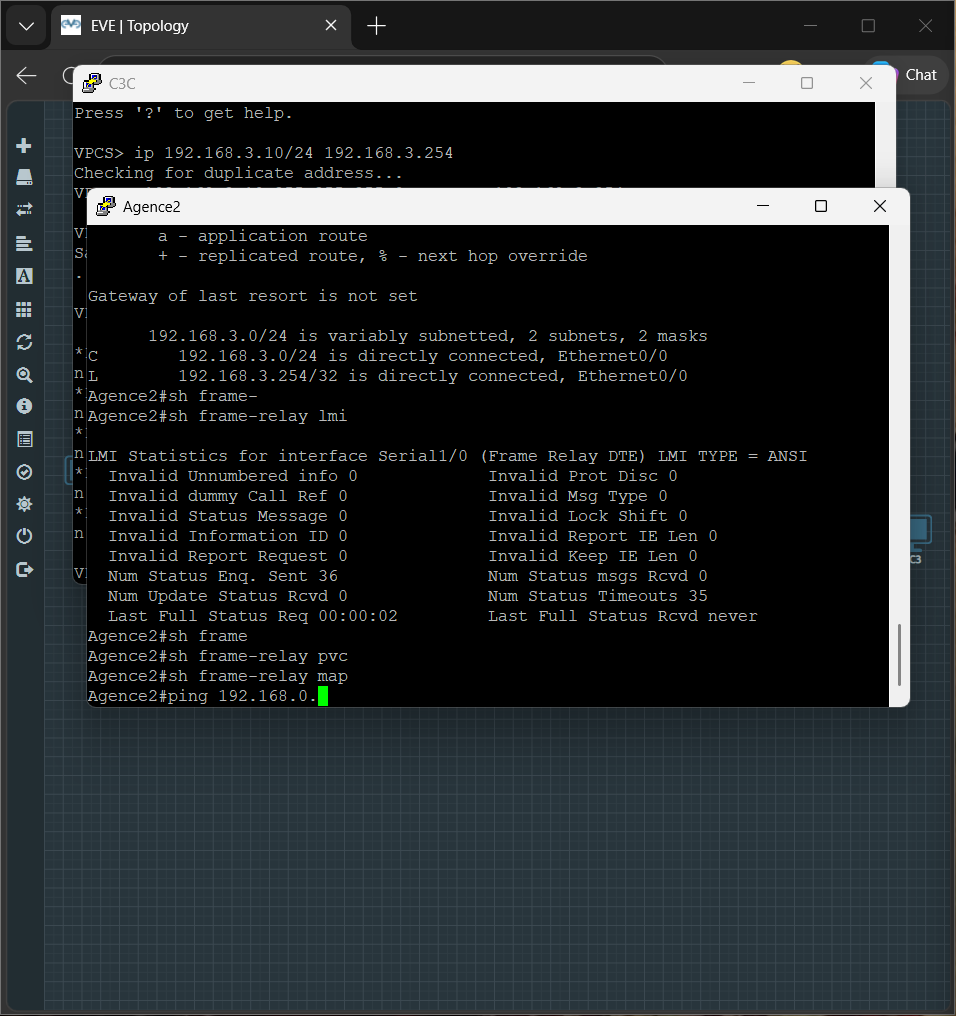 EVE | Topology
Chat
C3C
Press '?' to get help.
VPCS> ip 192.168.3.10/24 192.168.3.254
Checking for duplicate address...
Agence2
a - application route
+ - replicated route, % - next hop override
Gateway of last resort is not set
192.168.3.0/24 is variably subnetted, 2 subnets, 2 masks
C 192.168.3.0/24 is directly connected, Ethernet0/0
L 192.168.3.254/32 is directly connected, Ethernet0/0
Agence2#sh frame-
Agence2#sh frame-relay lmi
LMI Statistics for interface Serial1/0 (Frame Relay DTE) LMI TYPE = ANSI
Invalid Unnumbered info 0 Invalid Prot Disc 0
Invalid dummy Call Ref 0 Invalid Msg Type 0
Invalid Status Message 0 Invalid Lock Shift 0
Invalid Information ID 0 Invalid Report IE Len 0
Invalid Report Request 0 Invalid Keep IE Len 0
Num Status Enq. Sent 36 Num Status msgs Rcvd 0
Num Update Status Rcvd 0 Num Status Timeouts 35
Last Full Status Req 00:00:02 Last Full Status Rcvd never
Agence2#sh frame
Agence2#sh frame-relay pvc
Agence2#sh frame-relay map
Agence2#ping 192.168.0.
C3